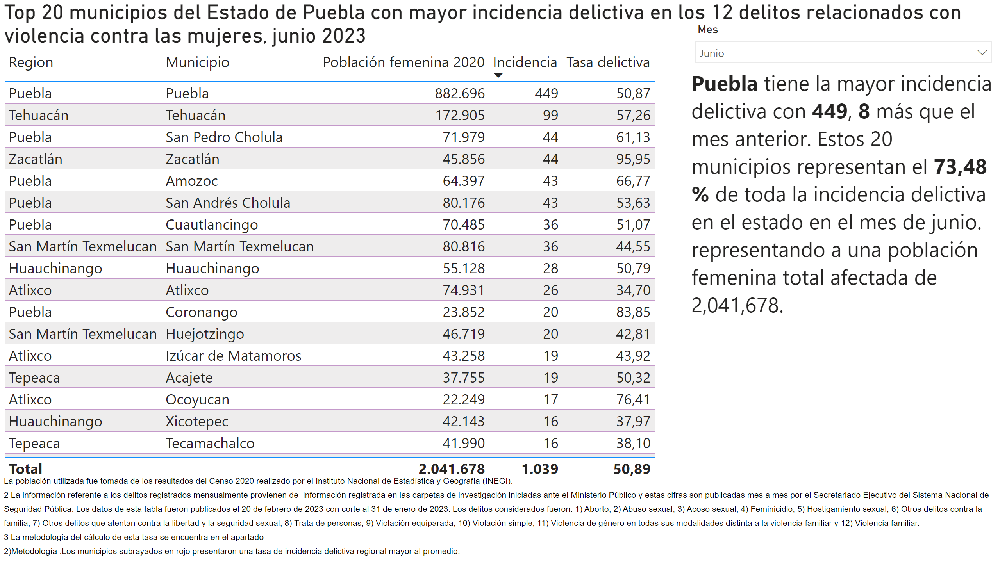 Top 20 municipios del Estado de Puebla con mayor incidencia delictiva en los 12 delitos relacionados con
violencia contra las mujeres, junio 2023
Mes
Junio
Region Municipio Población femenina 2020 Incidencia Tasa delictiva
Puebla Puebla 882.696 449 50,87
Tehuacán Tehuacán 172.905 99 57,26
Puebla San Pedro Cholula 71.979 44 61,13
Zacatlán Zacatlán 45.856 44 95,95
Puebla Amozoc 64.397 43 66,77
Puebla San Andrés Cholula 80.176 43 53,63
Puebla Cuautlancingo 70.485 36 51,07
San Martín Texmelucan San Martín Texmelucan 80.816 36 44,55
Huauchinango Huauchinango 55.128 28 50,79
Atlixco Atlixco 74.931 26 34,70
Puebla Coronango 23.852 20 83,85
San Martín Texmelucan Huejotzingo 46.719 20 42,81
Atlixco Izúcar de Matamoros 43.258 19 43,92
Tepeaca Acajete 37.755 19 50,32
Atlixco Ocoyucan 22.249 17 76,41
Huauchinango Xicotepec 42.143 16 37,97
Tepeaca Tecamachalco 41.990 16 38,10
Total 2.041.678 1.039 50,89
Puebla tiene la mayor incidencia
delictiva con 449, 8 más que el
mes anterior. Estos 20
municipios representan el 73,48
% de toda la incidencia delictiva
en el estado en el mes de junio.
representando a una población
femenina total afectada de
2,041,678.
La población utilizada fue tomada de los resultados del Censo 2020 realizado por el Instituto Nacional de Estadística y Geografía (INEGI).
2 La información referente a los delitos registrados mensualmente provienen de  información registrada en las carpetas de investigación iniciadas ante el Ministerio Público y estas cifras son publicadas mes a mes por el Secretariado Ejecutivo del Sistema Nacional de
Seguridad Pública. Los datos de esta tabla fueron publicados el 20 de febrero de 2023 con corte al 31 de enero de 2023. Los delitos considerados fueron: 1) Aborto, 2) Abuso sexual, 3) Acoso sexual, 4) Feminicidio, 5) Hostigamiento sexual, 6) Otros delitos contra la
familia, 7) Otros delitos que atentan contra la libertad y la seguridad sexual, 8) Trata de personas, 9) Violación equiparada, 10) Violación simple, 11) Violencia de género en todas sus modalidades distinta a la violencia familiar y 12) Violencia familiar.
3 La metodología del cálculo de esta tasa se encuentra en el apartado
2)Metodología .Los municipios subrayados en rojo presentaron una tasa de incidencia delictiva regional mayor al promedio.